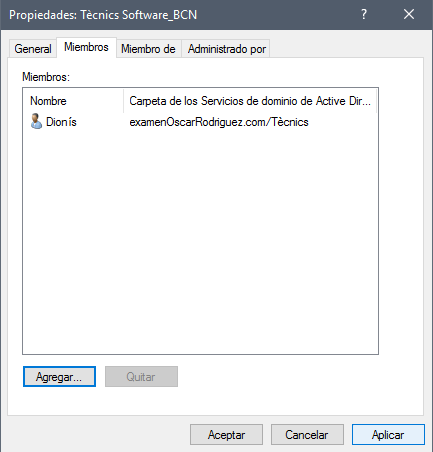 Propiedades: Tècnics Software_BCN
General Miembros Miembro de Administrado por
Miembros:
Nombre Carpeta de los Servicios de dominio de Active Dir...
Dionís examenOscarRodriguez.com/Tècnics
Agregar... Quitar
Aceptar Cancelar Aplicar